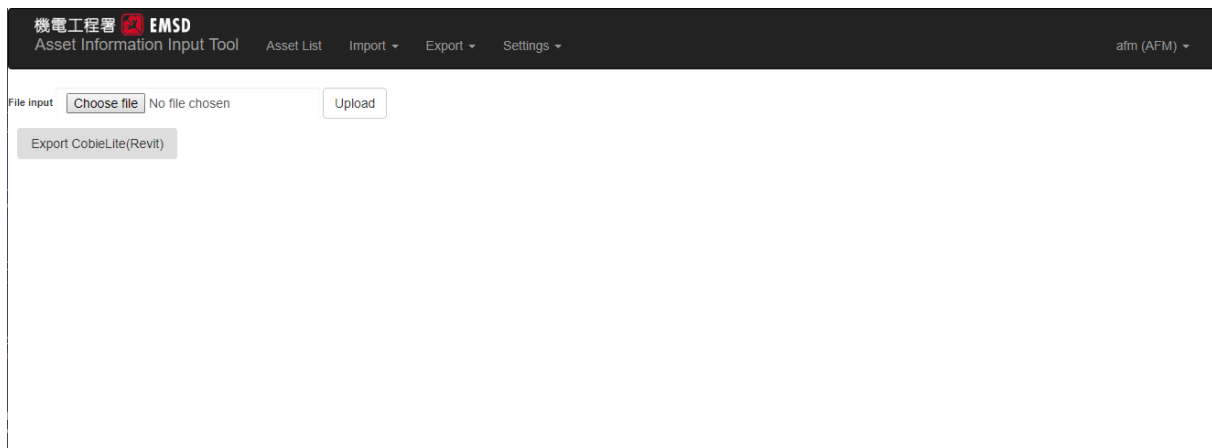 機電工程署 EMSD
Asset Information Input Tool Asset List Import Export Settings afm (AFM)
File input Choose file No file chosen Upload
Export CobieLite(Revit)